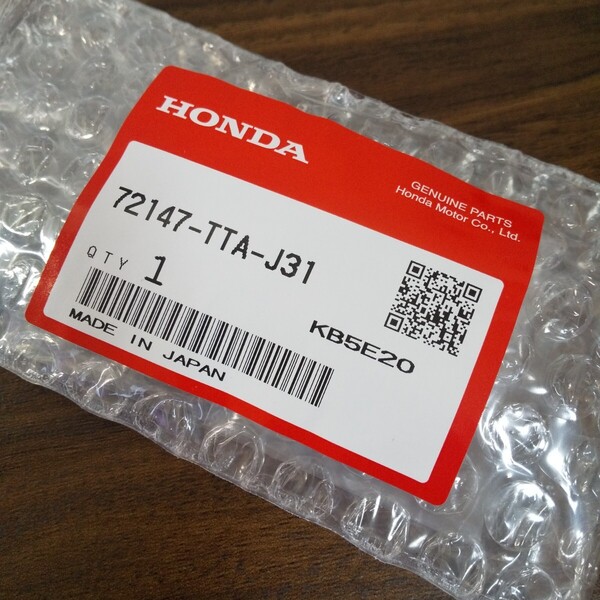 HONDA
GENUINE PARTS
Honda Motor Co., Ltd.
72147-TTA-J31
QTY 1
KB5E20
MADE IN JAPAN